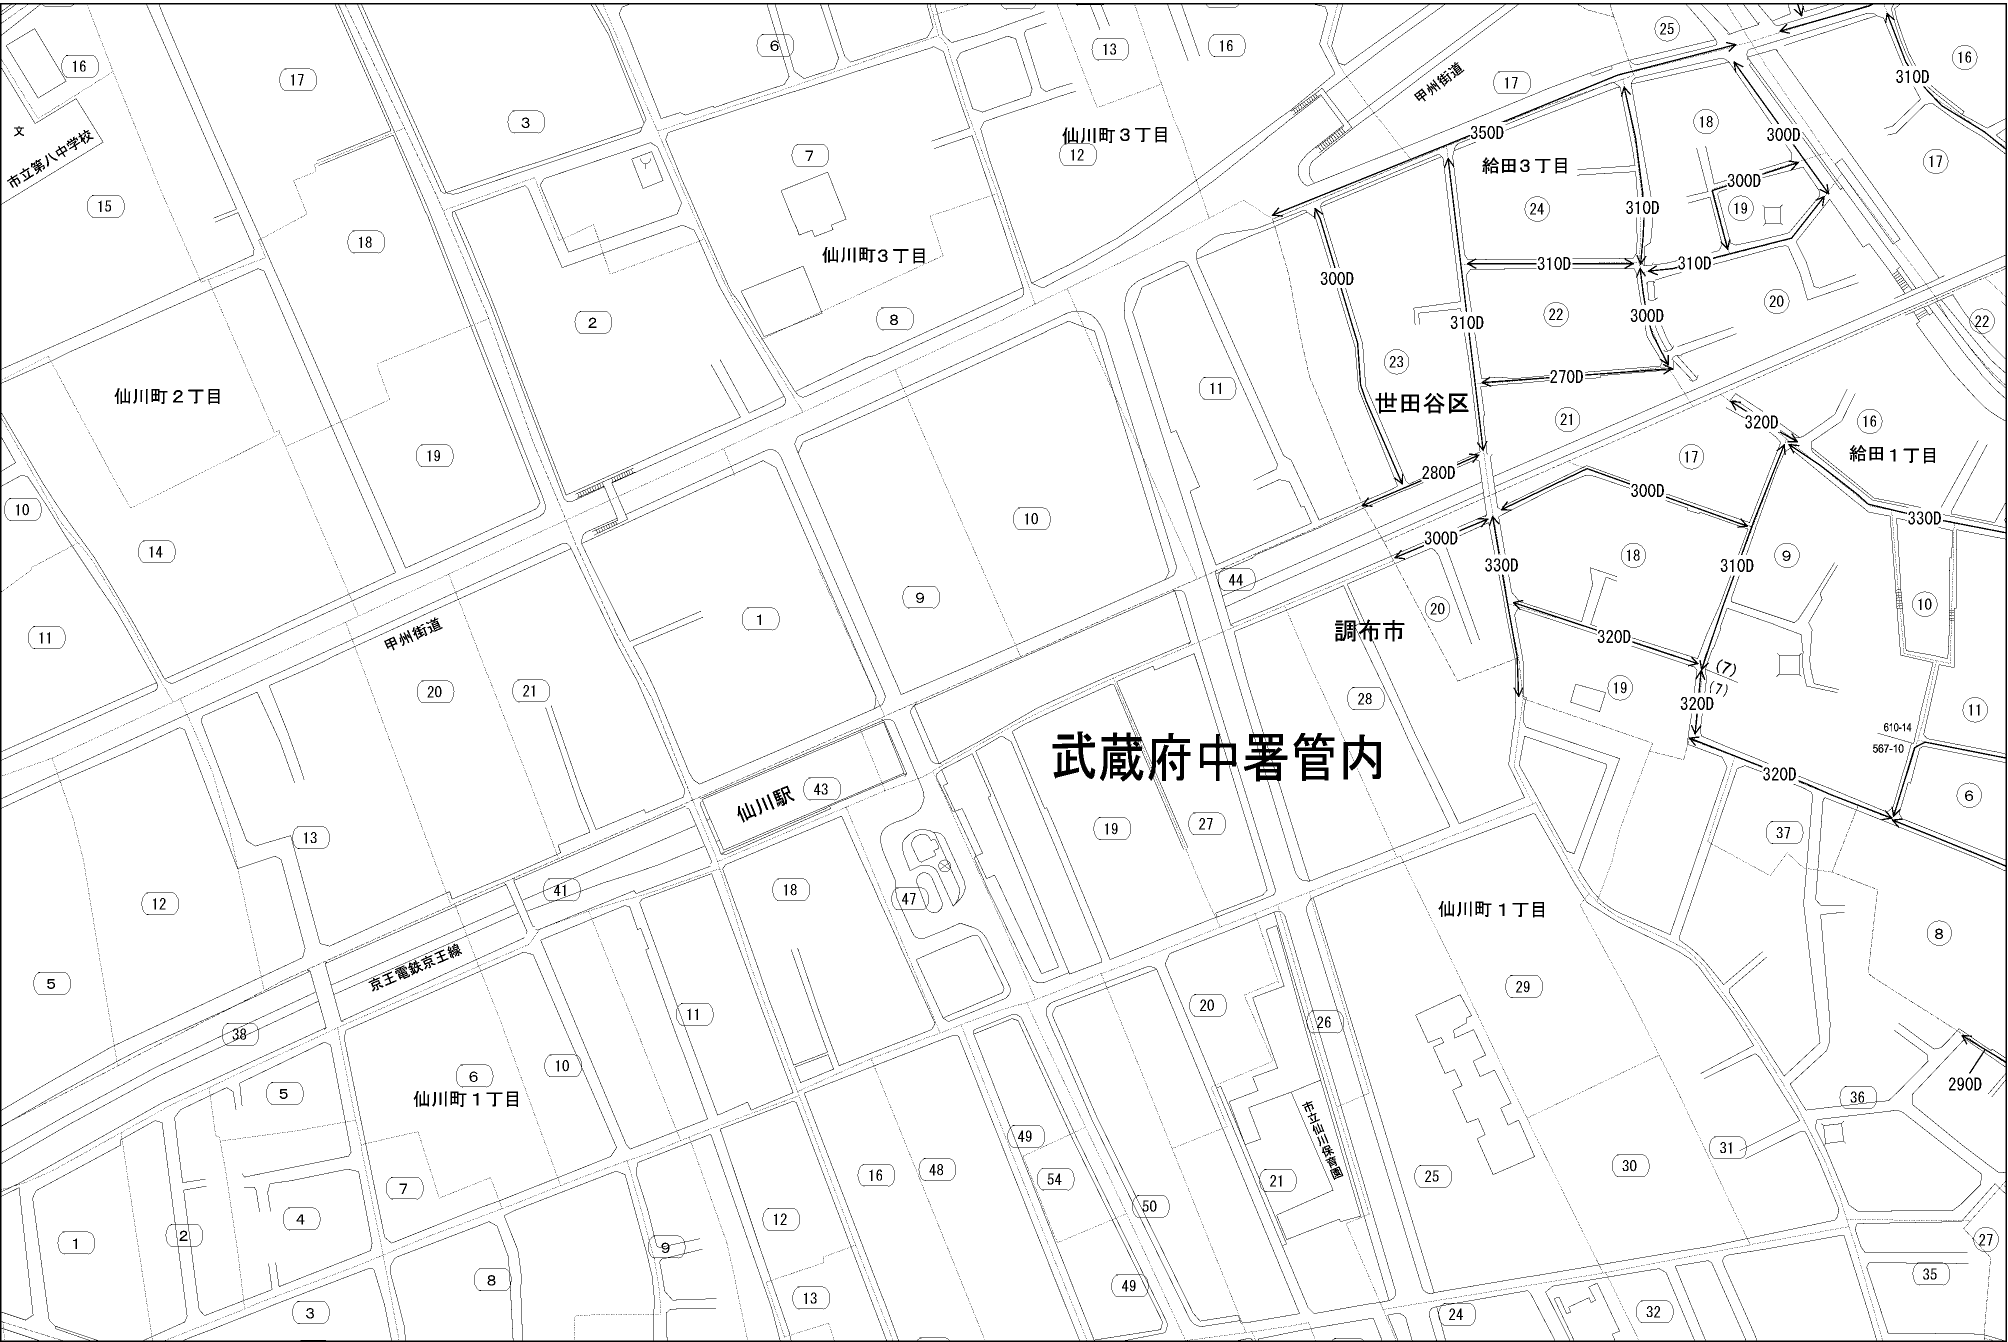 25
16
17
6
13
16
16
310D
17
甲州街道
3
文
市立第八中学校
仙川町3丁目
12
7
350D
18
300D
給田3丁目
17
300D
15
24
310D
19
18
仙川町3丁目
300D
310D
310D
20
2
8
310D
22
300D
22
23
270D
11
仙川町2丁目
世田谷区
21
320D
16
19
17
給田1丁目
280D
300D
10
10
330D
14
300D
18
9
330D
310D
44
9
20
10
1
調布市
11
甲州街道
320D
(7)
(7)
20
21
28
19
320D
11
610-14
567-10
武蔵府中署管内
320D
仙川駅
43
6
13
19
27
37
41
18
47
12
仙川町1丁目
8
京王電鉄京王線
5
29
20
11
26
38
10
6
290D
5
仙川町1丁目
36
市立仙川保育園
49
31
30
48
16
54
25
21
7
50
4
12
2
1
9
27
35
8
49
13
3
24
32